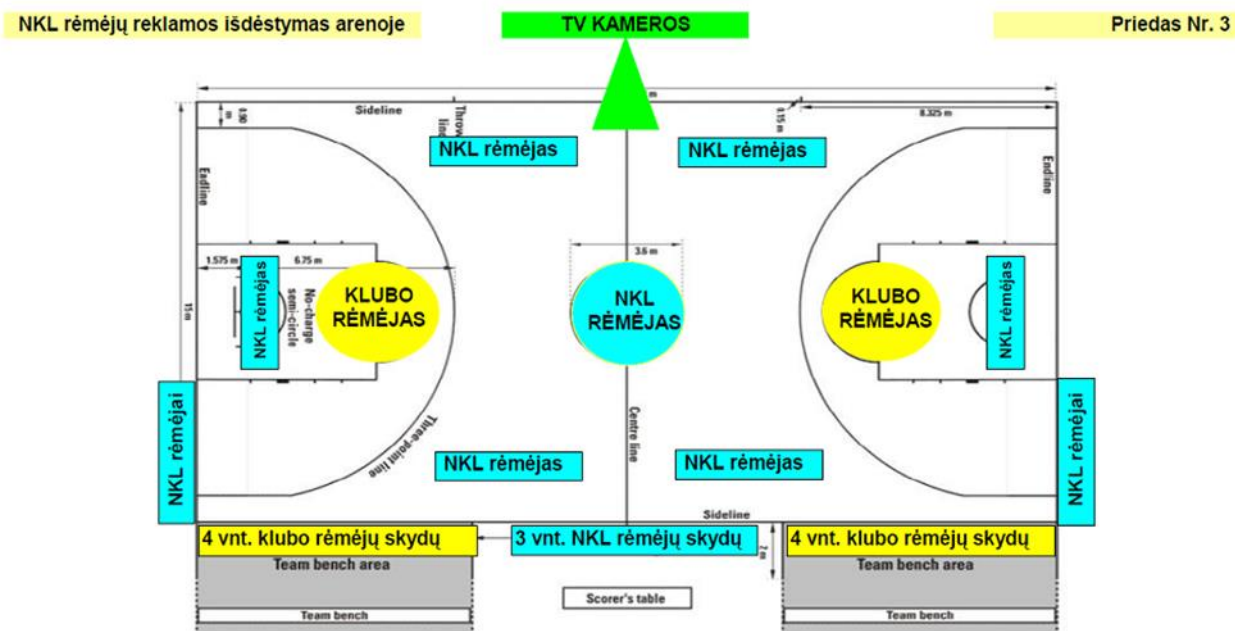 NKL rėmėjų reklamos išdėstymas arenoje
TV KAMEROS
Priedas Nr. 3
m
Sideline
Throw
line
0.90
m
0.15 m
8.325 m
NKL rėmėjas
NKL rėmėjas
Endline
Endline
3.6 m
1.575 m
6.75 m
NKL rėmėjas
No-charge
semi-circle
KLUBO
RĖMĖJAS
NKL
RĖMĖJAS
KLUBO
RĖMĖJAS
NKL rėmėjas
15 m
NKL rėmėjai
Three-point line
Centre line
NKL rėmėjas
NKL rėmėjas
NKL rėmėjai
Sideline
4 vnt. klubo rėmėjų skydų
3 vnt. NKL rėmėjų skydų
4 vnt. klubo rėmėjų skydų
2 m
Team bench area
Team bench area
Scorer's table
Team bench
Team bench